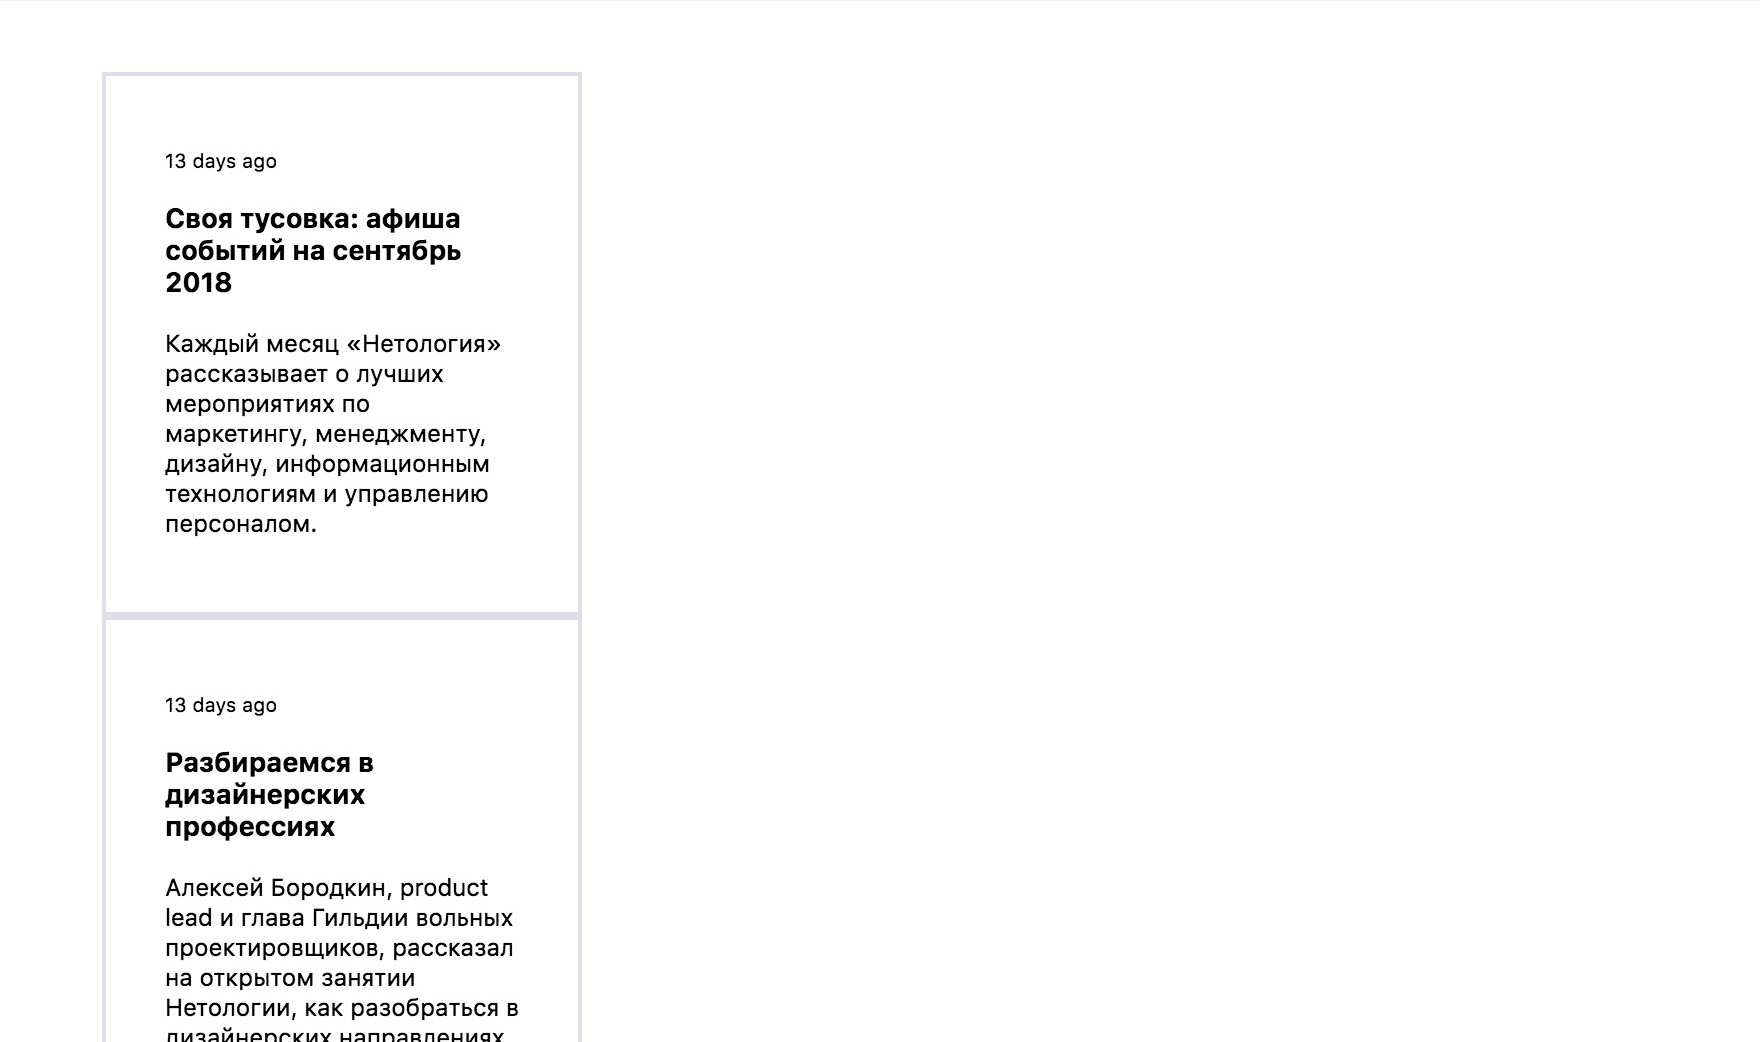 13 days ago
Своя тусовка: афиша
событий на сентябрь
2018
Каждый месяц «Нетология»
рассказывает о лучших
мероприятиях по
маркетингу, менеджменту,
дизайну, информационным
технологиям и управлению
персоналом.
13 days ago
Разбираемся в
дизайнерских
профессиях
Алексей Бородкин, product
lead и глава Гильдии вольных
проектировщиков, рассказал
на открытом занятии
Нетологии, как разобраться в
дизайнерских направлениях